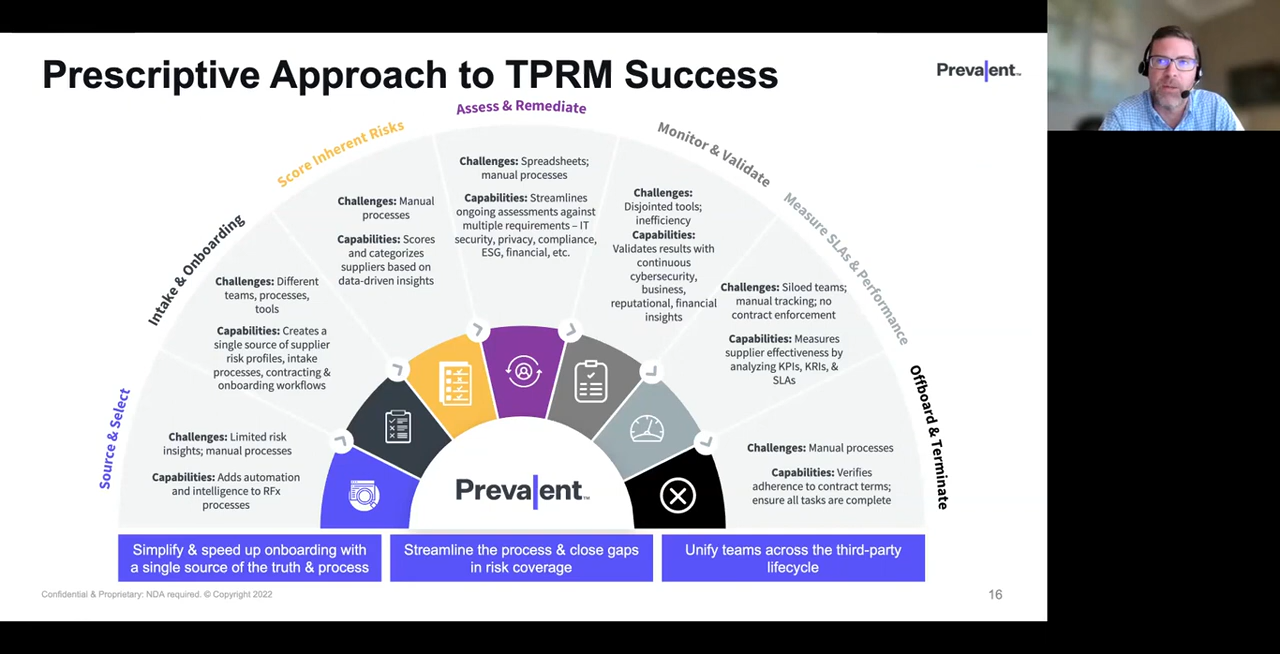 Prescriptive Approach to TPRM Success
Prevalent™
Source & Select
Challenges: Limited risk
insights; manual processes
Capabilities: Adds automation
and intelligence to RFx
processes
Intake & Onboarding
Challenges: Different
teams, processes,
tools
Capabilities: Creates a
single source of supplier
risk profiles, intake
processes, contracting &
onboarding workflows
Score Inherent Risks
Challenges: Manual
processes
Capabilities: Scores
and categorizes
suppliers based on
data-driven insights
Assess & Remediate
Challenges: Spreadsheets;
manual processes
Capabilities: Streamlines
ongoing assessments against
multiple requirements – IT
security, privacy, compliance,
ESG, financial, etc.
Monitor & Validate
Challenges:
Disjointed tools;
inefficiency
Capabilities:
Validates results with
continuous
cybersecurity,
business,
reputational, financial
insights
Measure SLAs & Performance
Challenges: Siloed teams;
manual tracking; no
contract enforcement
Capabilities: Measures
supplier effectiveness by
analyzing KPIs, KRIs, &
SLAs
Offboard & Terminate
Challenges: Manual processes
Capabilities: Verifies
adherence to contract terms;
ensure all tasks are complete
Prevalent™
Simplify & speed up onboarding with
a single source of the truth & process
Streamline the process & close gaps
in risk coverage
Unify teams across the third-party
lifecycle
Confidential & Proprietary: NDA required. © Copyright 2022
16